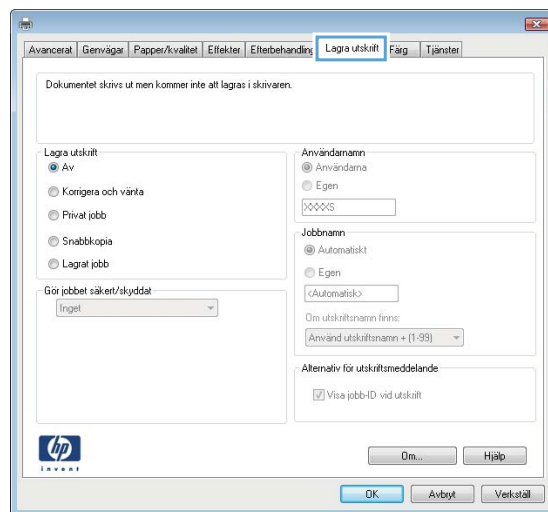 Avancerat Genvägar Papper/kvalitet Effekter Efterbehandling Lagra utskrift Färg Tjänster
Dokumentet skrivs ut men kommer inte att lagras i skrivaren.
Lagra utskrift
Av
Korrigera och vänta
Privat jobb
Snabbkopia
Lagrat jobb
Gör jobbet säkert/skyddat
Inget
Användarnamn
Användarna
Egen
XXXXS
Jobbnamn
Automatiskt
Egen
<Automatisk>
Om utskriftsnamn finns:
Använd utskriftsnamn + (1-99)
Alternativ för utskriftsmeddelande
Visa jobb-ID vid utskrift
hp
invent
Om... Hjälp
OK Avbryt Verkställ